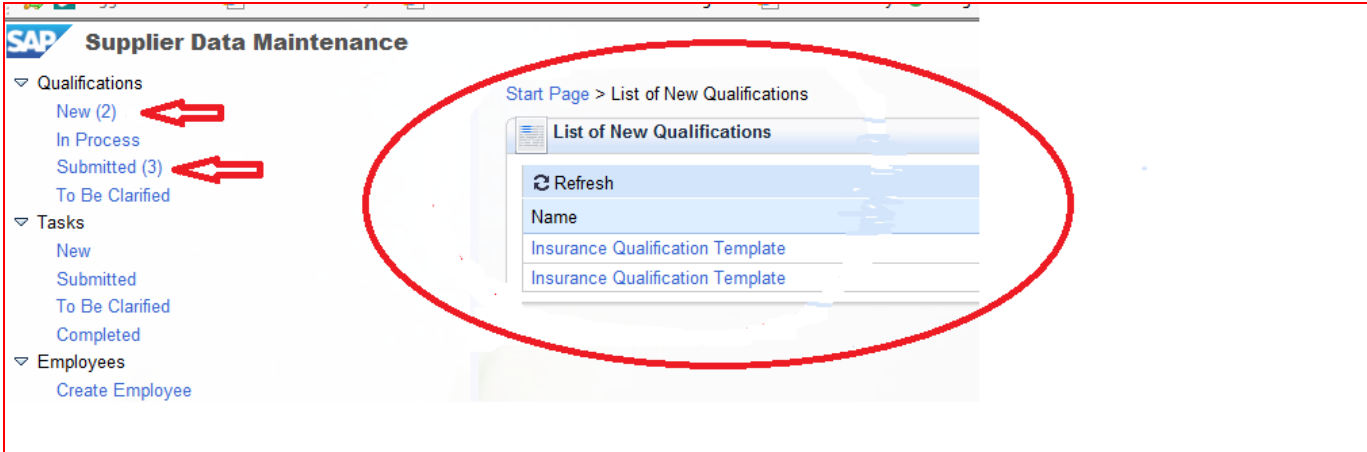 SAP Supplier Data Maintenance
Qualifications
New (2)
In Process
Submitted (3)
To Be Clarified
Tasks
New
Submitted
To Be Clarified
Completed
Employees
Create Employee
Start Page > List of New Qualifications
List of New Qualifications
Refresh
Name
Insurance Qualification Template
Insurance Qualification Template